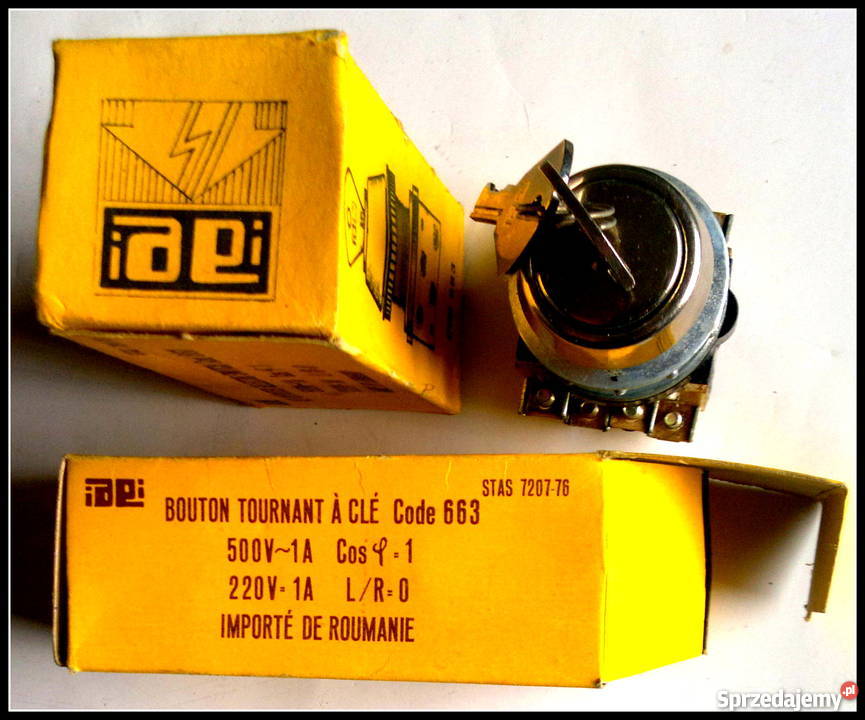 iaei
iaei
STAS 7207-76
BOUTON TOURNANT À CLÉ Code 663
500V~1A Cos φ=1
220V=1A L/R=0
IMPORTÉ DE ROUMANIE
Sprzedajemy.pl